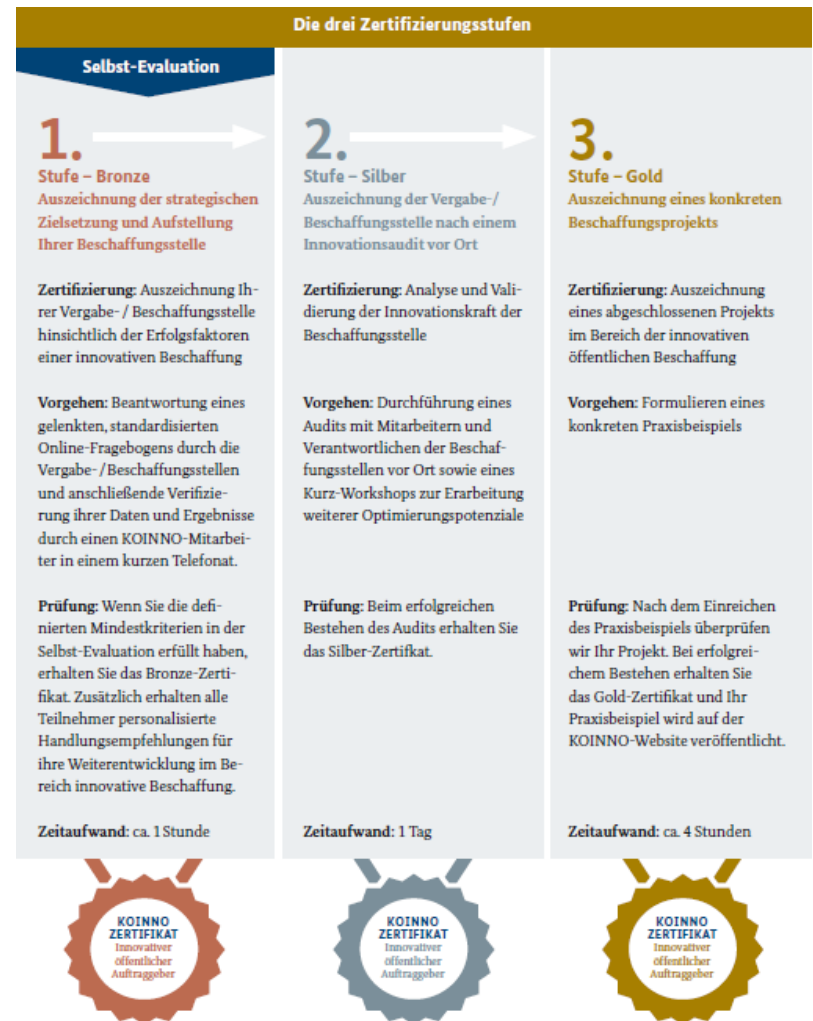 Die drei Zertifizierungsstufen
Selbst-Evaluation
1.
Stufe – Bronze
Auszeichnung der strategischen
Zielsetzung und Aufstellung
Ihrer Beschaffungsstelle
Zertifizierung: Auszeichnung Ih-
rer Vergabe- / Beschaffungsstelle
hinsichtlich der Erfolgsfaktoren
einer innovativen Beschaffung
Vorgehen: Beantwortung eines
gelenkten, standardisierten
Online-Fragebogens durch die
Vergabe- / Beschaffungsstellen
und anschließende Verifizie-
rung ihrer Daten und Ergebnisse
durch einen KOINNO-Mitarbei-
ter in einem kurzen Telefonat.
Prüfung: Wenn Sie die defi-
nierten Mindestkriterien in der
Selbst-Evaluation erfüllt haben,
erhalten Sie das Bronze-Zerti-
fikat. Zusätzlich erhalten alle
Teilnehmer personalisierte
Handlungsempfehlungen für
ihre Weiterentwicklung im Be-
reich innovative Beschaffung.
Zeitaufwand: ca. 1 Stunde
KOINNO
ZERTIFIKAT
Innovativer
öffentlicher
Auftraggeber
2.
Stufe – Silber
Auszeichnung der Vergabe-/
Beschaffungsstelle nach einem
Innovationsaudit vor Ort
Zertifizierung: Analyse und Vali-
dierung der Innovationskraft der
Beschaffungsstelle
Vorgehen: Durchführung eines
Audits mit Mitarbeitern und
Verantwortlichen der Beschaf-
fungsstellen vor Ort sowie eines
Kurz-Workshops zur Erarbeitung
weiterer Optimierungspotenziale
Prüfung: Beim erfolgreichen
Bestehen des Audits erhalten Sie
das Silber-Zertifkat.
Zeitaufwand: 1 Tag
KOINNO
ZERTIFIKAT
Innovativer
öffentlicher
Auftraggeber
3.
Stufe – Gold
Auszeichnung eines konkreten
Beschaffungsprojekts
Zertifizierung: Auszeichnung
eines abgeschlossenen Projekts
im Bereich der innovativen
öffentlichen Beschaffung
Vorgehen: Formulieren eines
konkreten Praxisbeispiels
Prüfung: Nach dem Einreichen
des Praxisbeispiels überprüfen
wir Ihr Projekt. Bei erfolgrei-
chem Bestehen erhalten Sie
das Gold-Zertifikat und Ihr
Praxisbeispiel wird auf der
KOINNO-Website veröffentlicht.
Zeitaufwand: ca. 4 Stunden
KOINNO
ZERTIFIKAT
Innovativer
öffentlicher
Auftraggeber